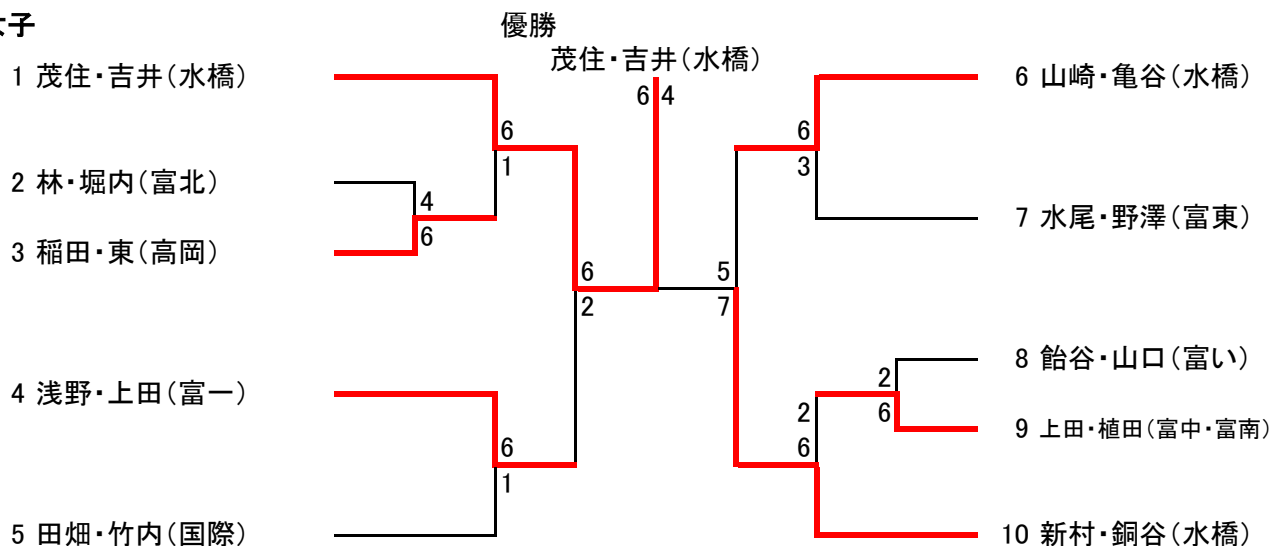 女子
優勝
茂住・吉井(水橋)
6 4
1 茂住・吉井(水橋)
6
1
2 林・堀内(富北)
4
6
3 稲田・東(高岡)
6
2
4 浅野・上田(富一)
6
1
5 田畑・竹内(国際)
6 山崎・亀谷(水橋)
6
3
7 水尾・野澤(富東)
5
7
8 飴谷・山口(富い)
2
6
9 上田・植田(富中・富南)
2
6
10 新村・銅谷(水橋)